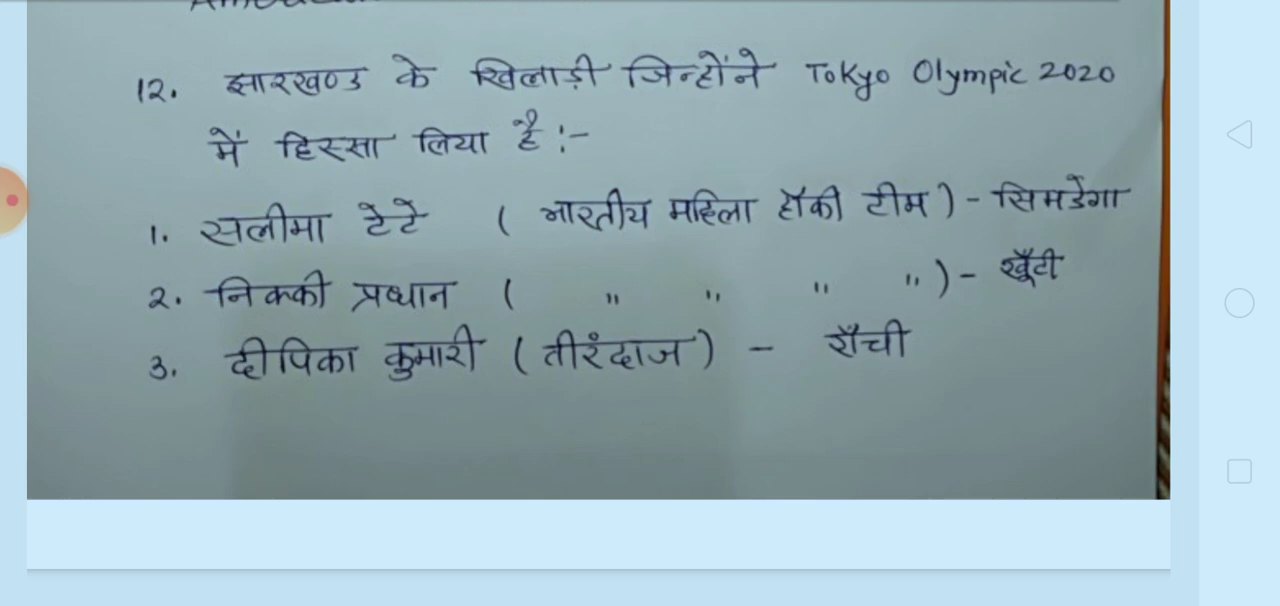 12. झारखण्ड के खिलाड़ी जिन्होंने Tokyo Olympic 2020
में हिस्सा लिया है :-
1. सलीमा टेटे ( भारतीय महिला हॉकी टीम ) - सिमडेगा
2. निक्की प्रधान ( " " " " ) - खूँटी
3. दीपिका कुमारी ( तीरंदाज ) - राँची